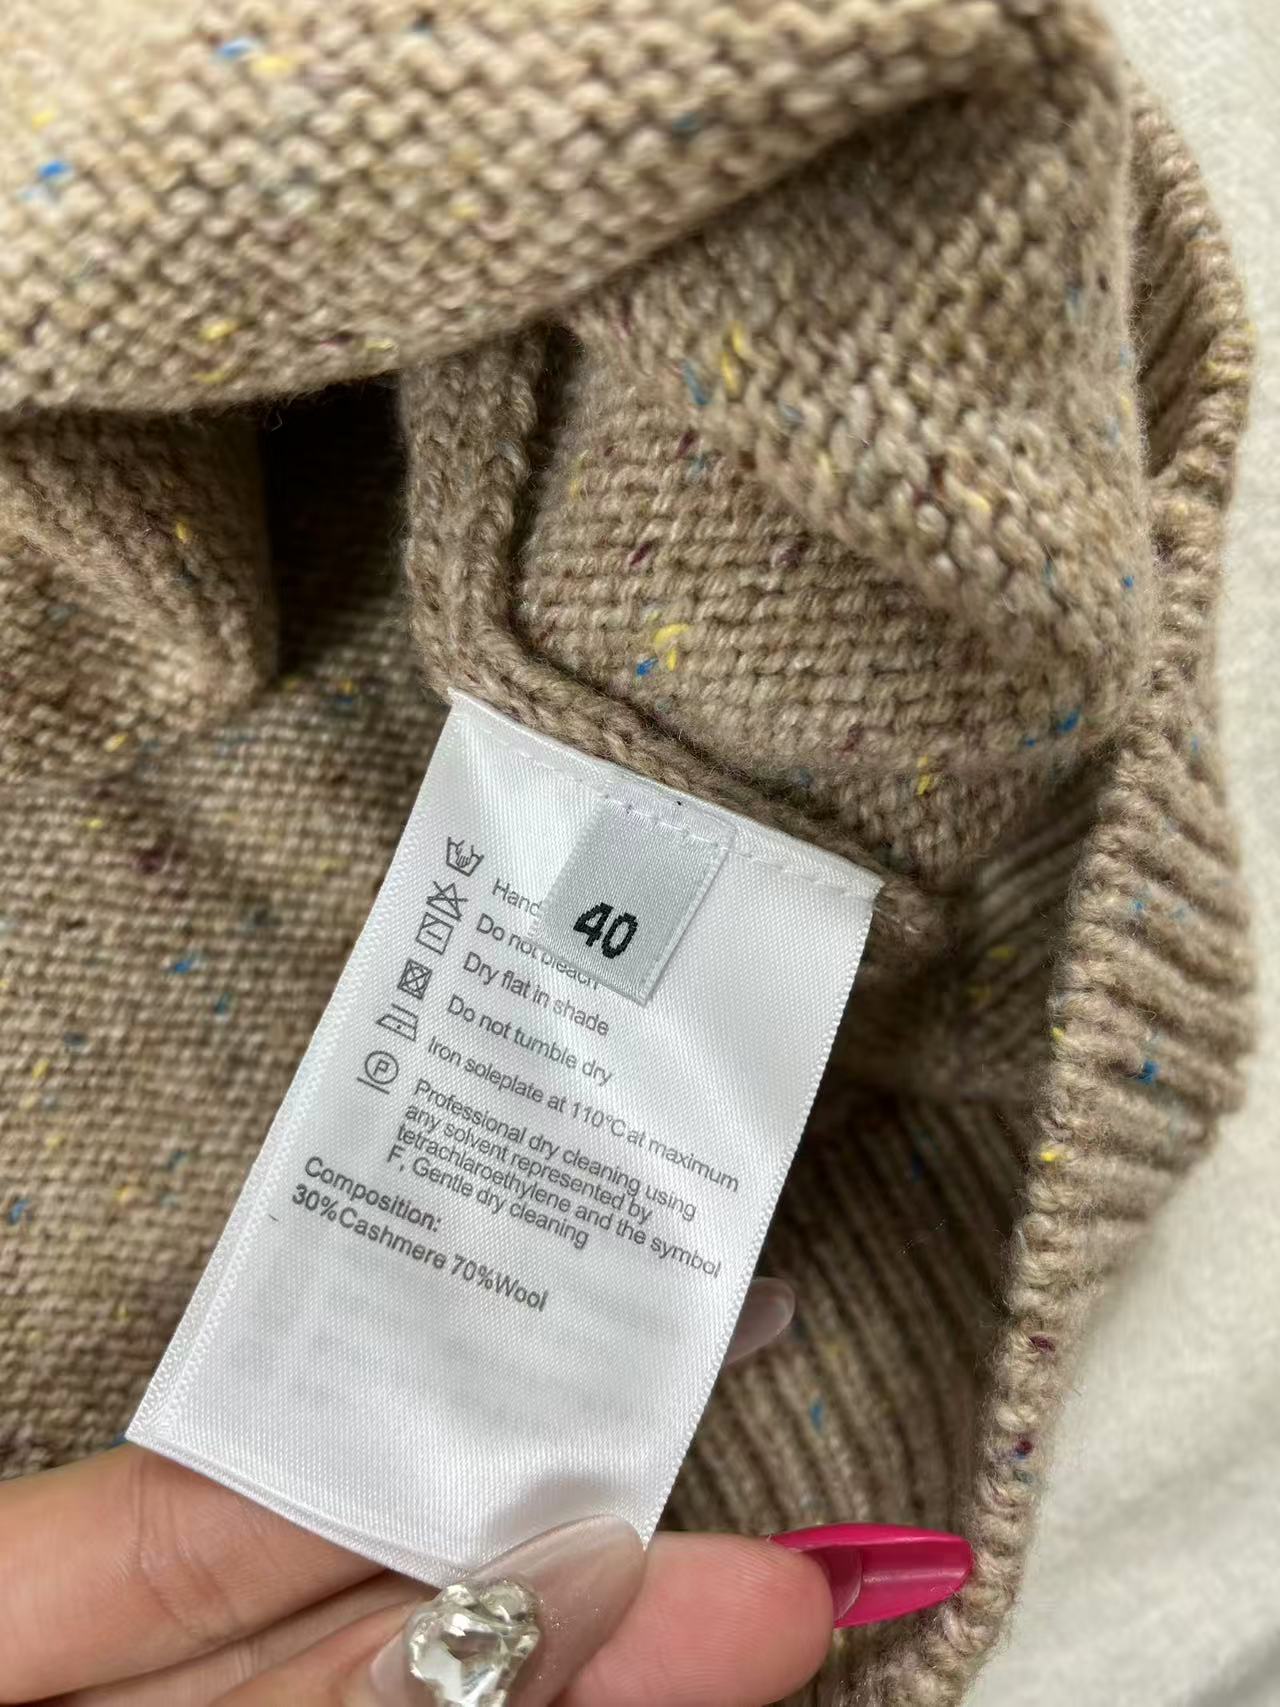 40
Hand
Do not bleach
Dry flat in shade
Do not tumble dry
Iron soleplate at 110°C at maximum
P
Professional dry cleaning using
any solvent represented by
tetrachlaroethylene and the symbol
F, Gentle dry cleaning
Composition:
30%Cashmere 70%Wool